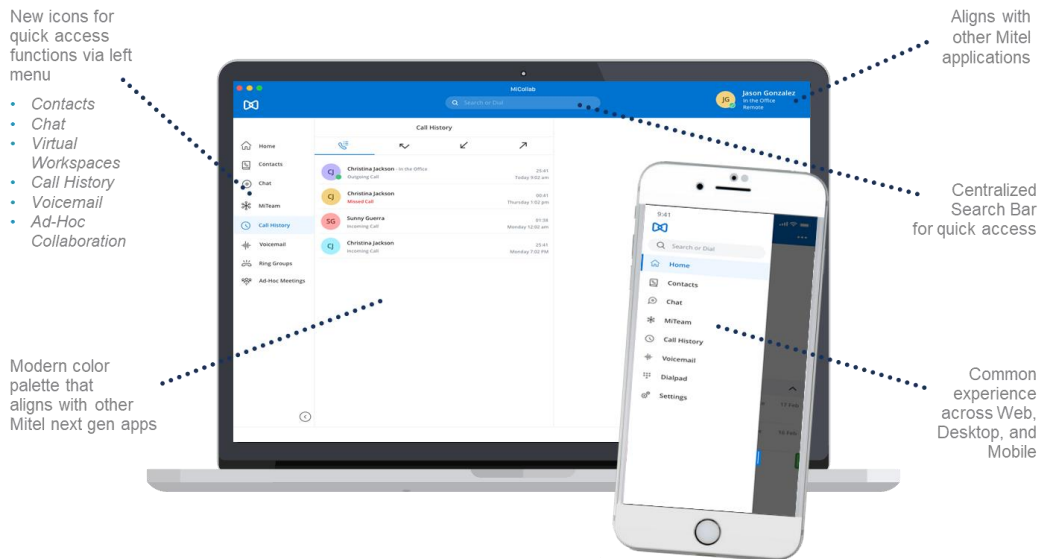 New icons for
quick access
functions via left
menu
• Contacts
• Chat
• Virtual
Workspaces
• Call History
• Voicemail
• Ad-Hoc
Collaboration
Modern color
palette that
aligns with other
Mitel next gen apps
MiCollab
Search or Dial
JG
Jason Gonzalez
In the Office
Remote
Home
Contacts
Chat
MiTeam
Call History
Voicemail
Ring Groups
Ad-Hoc Meetings
Call History
CJ
Christina Jackson - In the Office
Outgoing Call
25:41
Today 9:02 am
CJ
Christina Jackson
Missed Call
00:41
Thursday 1:02 pm
SG
Sunny Guerra
Incoming Call
Monday 12:02 am
CJ
Christina Jackson
Incoming Call
25:41
Monday 7:02 PM
9:41
Search or Dial
Home
Contacts
Chat
MiTeam
Call History
Voicemail
Dialpad
Settings
Aligns with
other Mitel
applications
Centralized
Search Bar
for quick access
Common
experience
across Web,
Desktop, and
Mobile